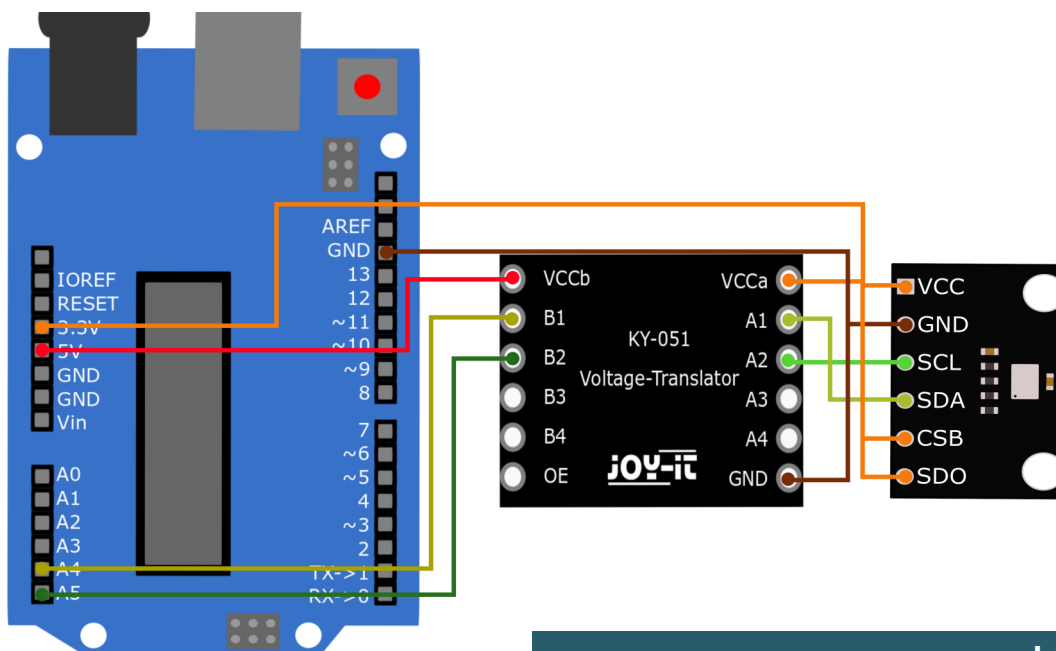 AREF
GND
13
12
~11
~10
~9
8
7
~6
~5
4
~3
2
TX->1
RX->0
IOREF
RESET
3.3V
5V
GND
GND
Vin
A0
A1
A2
A3
A4
A5
VCCb
B1
B2
B3
B4
OE
KY-051
Voltage-Translator
JOY-IT
VCCa
A1
A2
A3
A4
GND
VCC
GND
SCL
SDA
CSB
SDO